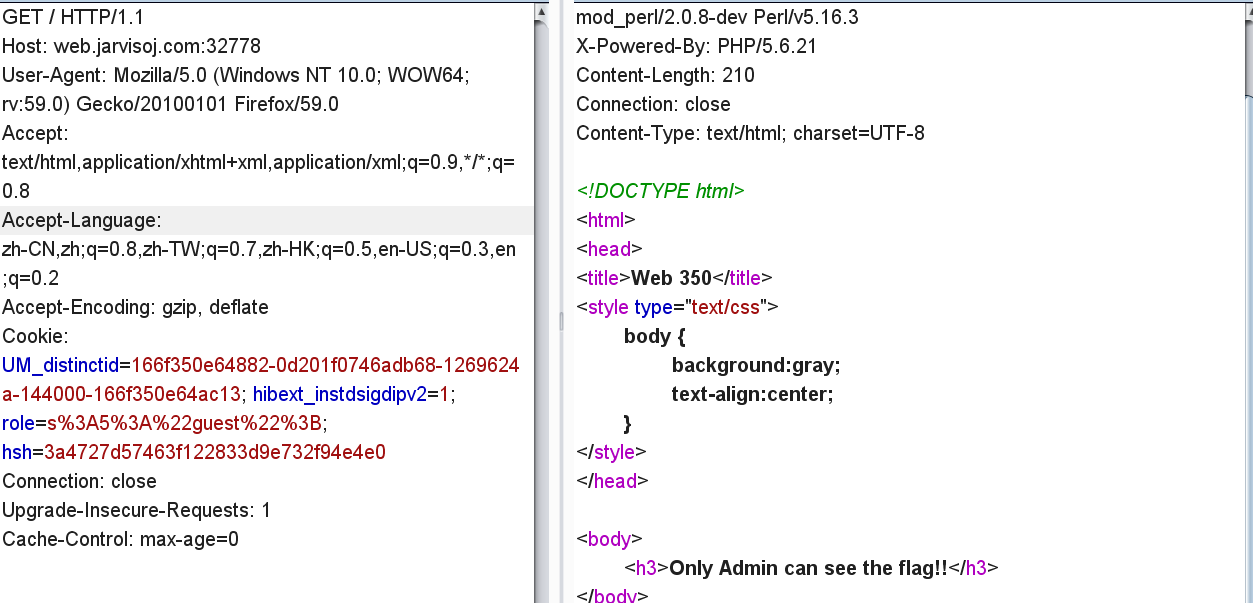 GET / HTTP/1.1
Host: web.jarvisoj.com:32778
User-Agent: Mozilla/5.0 (Windows NT 10.0; WOW64;
rv:59.0) Gecko/20100101 Firefox/59.0
Accept:
text/html,application/xhtml+xml,application/xml;q=0.9,*/*;q=
0.8
Accept-Language:
zh-CN,zh;q=0.8,zh-TW;q=0.7,zh-HK;q=0.5,en-US;q=0.3,en
;q=0.2
Accept-Encoding: gzip, deflate
Cookie:
UM_distinctid=166f350e64882-0d201f0746adb68-1269624
a-144000-166f350e64ac13; hibext_instdsigdipv2=1;
role=s%3A5%3A%22guest%22%3B;
hsh=3a4727d57463f122833d9e732f94e4e0
Connection: close
Upgrade-Insecure-Requests: 1
Cache-Control: max-age=0
mod_perl/2.0.8-dev Perl/v5.16.3
X-Powered-By: PHP/5.6.21
Content-Length: 210
Connection: close
Content-Type: text/html; charset=UTF-8
<!DOCTYPE html>
<html>
<head>
<title>Web 350</title>
<style type="text/css">
body {
background:gray;
text-align:center;
}
</style>
</head>
<body>
<h3>Only Admin can see the flag!!</h3>
</body>